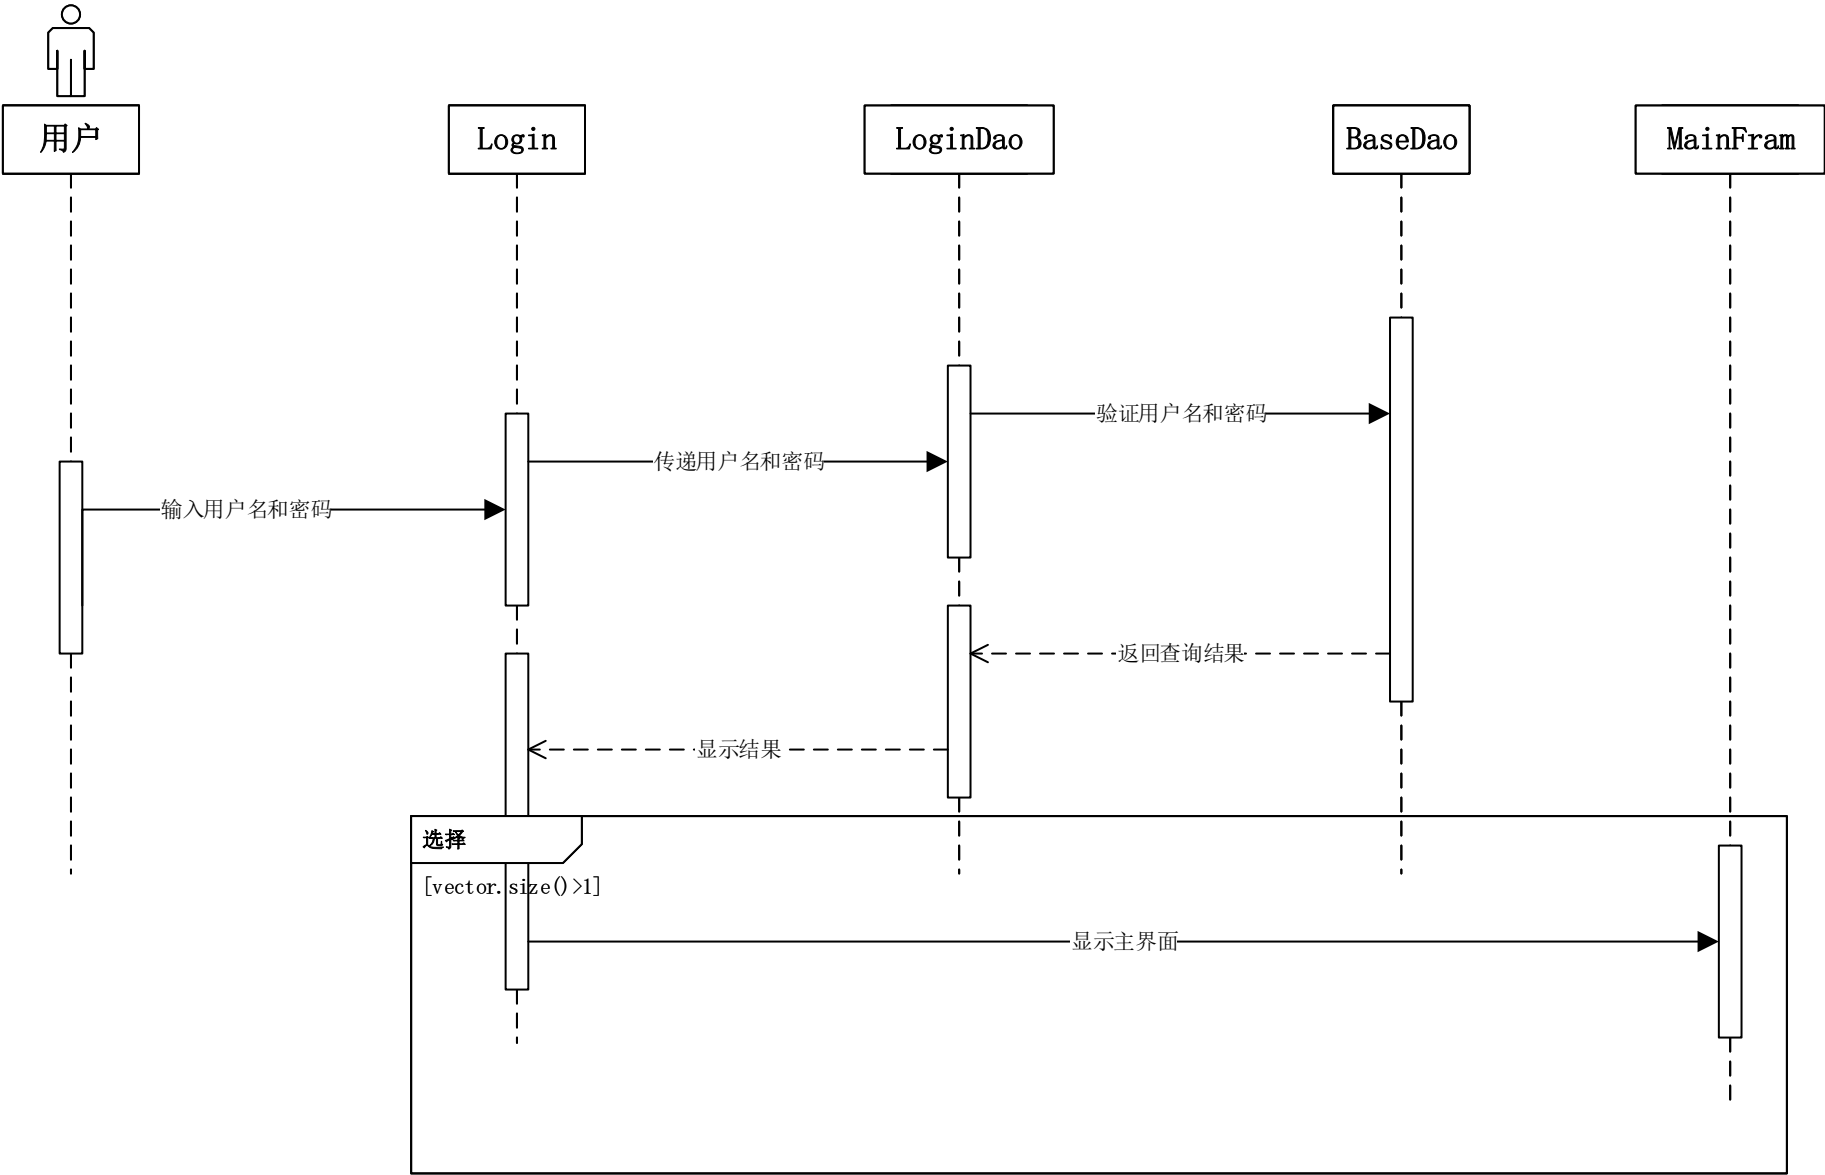 用户
Login
LoginDao
BaseDao
MainFram
验证用户名和密码
传递用户名和密码
输入用户名和密码
返回查询结果
显示结果
选择
[vector.size()>1]
显示主界面